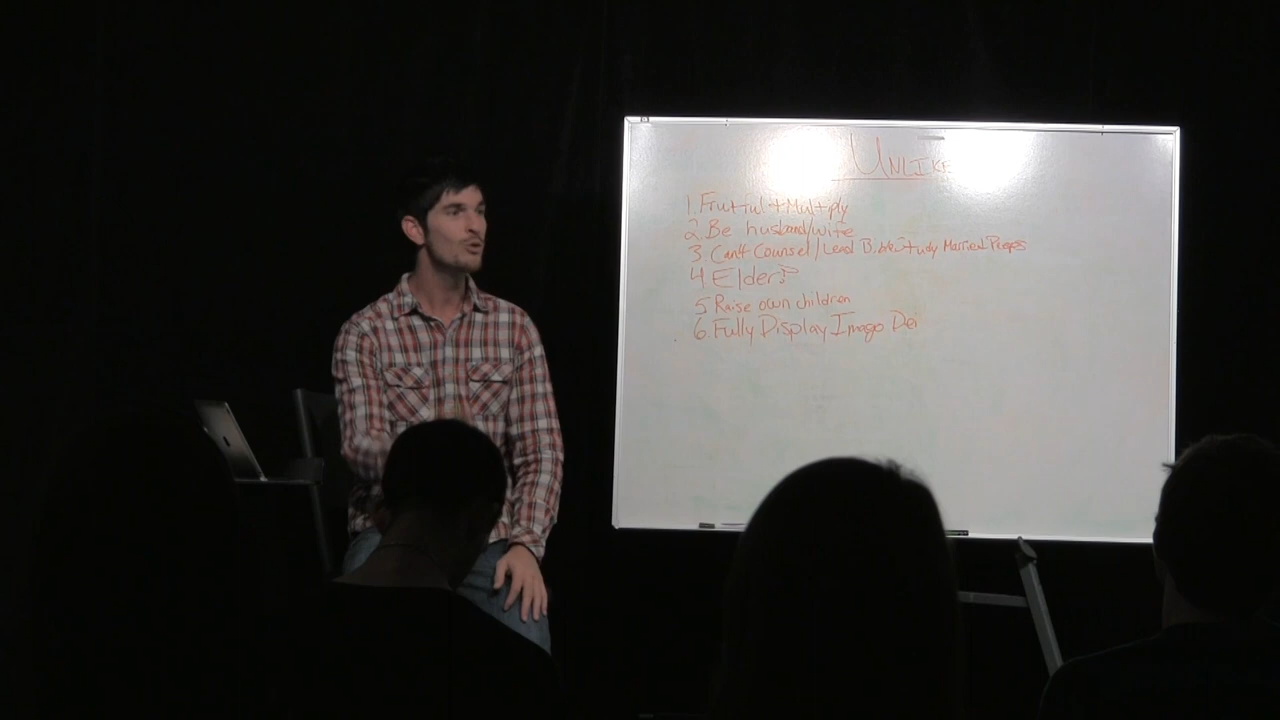 UNLIKE
1. Fruitful + Multiply
2. Be husband/wife
3. Can't Counsel/Lead Bible Study Married Peeps
4 Elder?
5 Raise own children
6. Fully Display Imago Dei